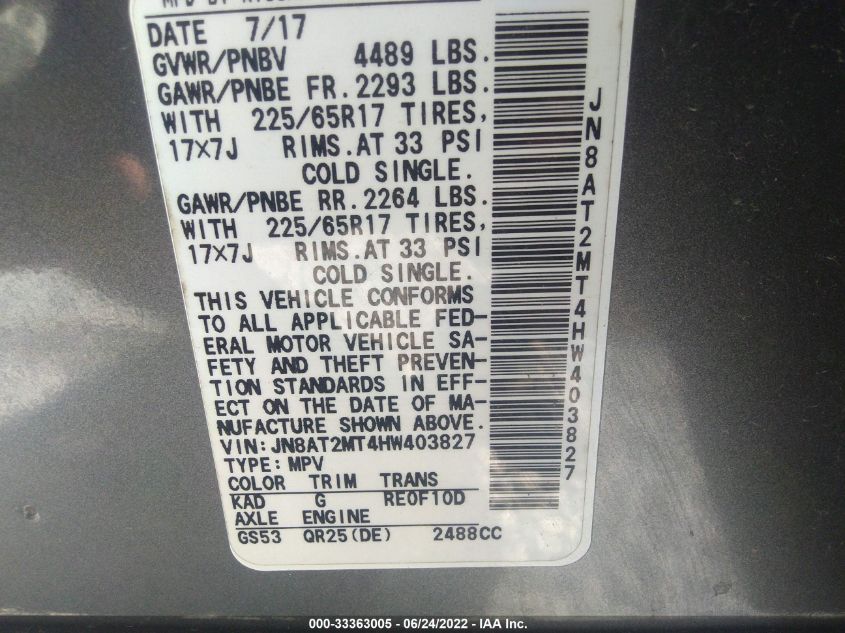 MFD BY
DATE 7/17
GVWR/PNBV 4489 LBS.
GAWR/PNBE FR. 2293 LBS.
WITH 225/65R17 TIRES,
17X7J RIMS. AT 33 PSI
COLD SINGLE.
GAWR/PNBE RR. 2264 LBS.
WITH 225/65R17 TIRES,
17X7J RIMS. AT 33 PSI
COLD SINGLE.
THIS VEHICLE CONFORMS
TO ALL APPLICABLE FED-
ERAL MOTOR VEHICLE SA-
FETY AND THEFT PREVEN-
TION STANDARDS IN EFF-
ECT ON THE DATE OF MA-
NUFACTURE SHOWN ABOVE.
VIN: JN8AT2MT4HW403827
TYPE: MPV
COLOR TRIM TRANS
KAD G RE0F10D
AXLE ENGINE
GS53 QR25(DE) 2488CC
JN8AT2MT4HW403827
000-33363005 - 06/24/2022 - © IAA, Inc.